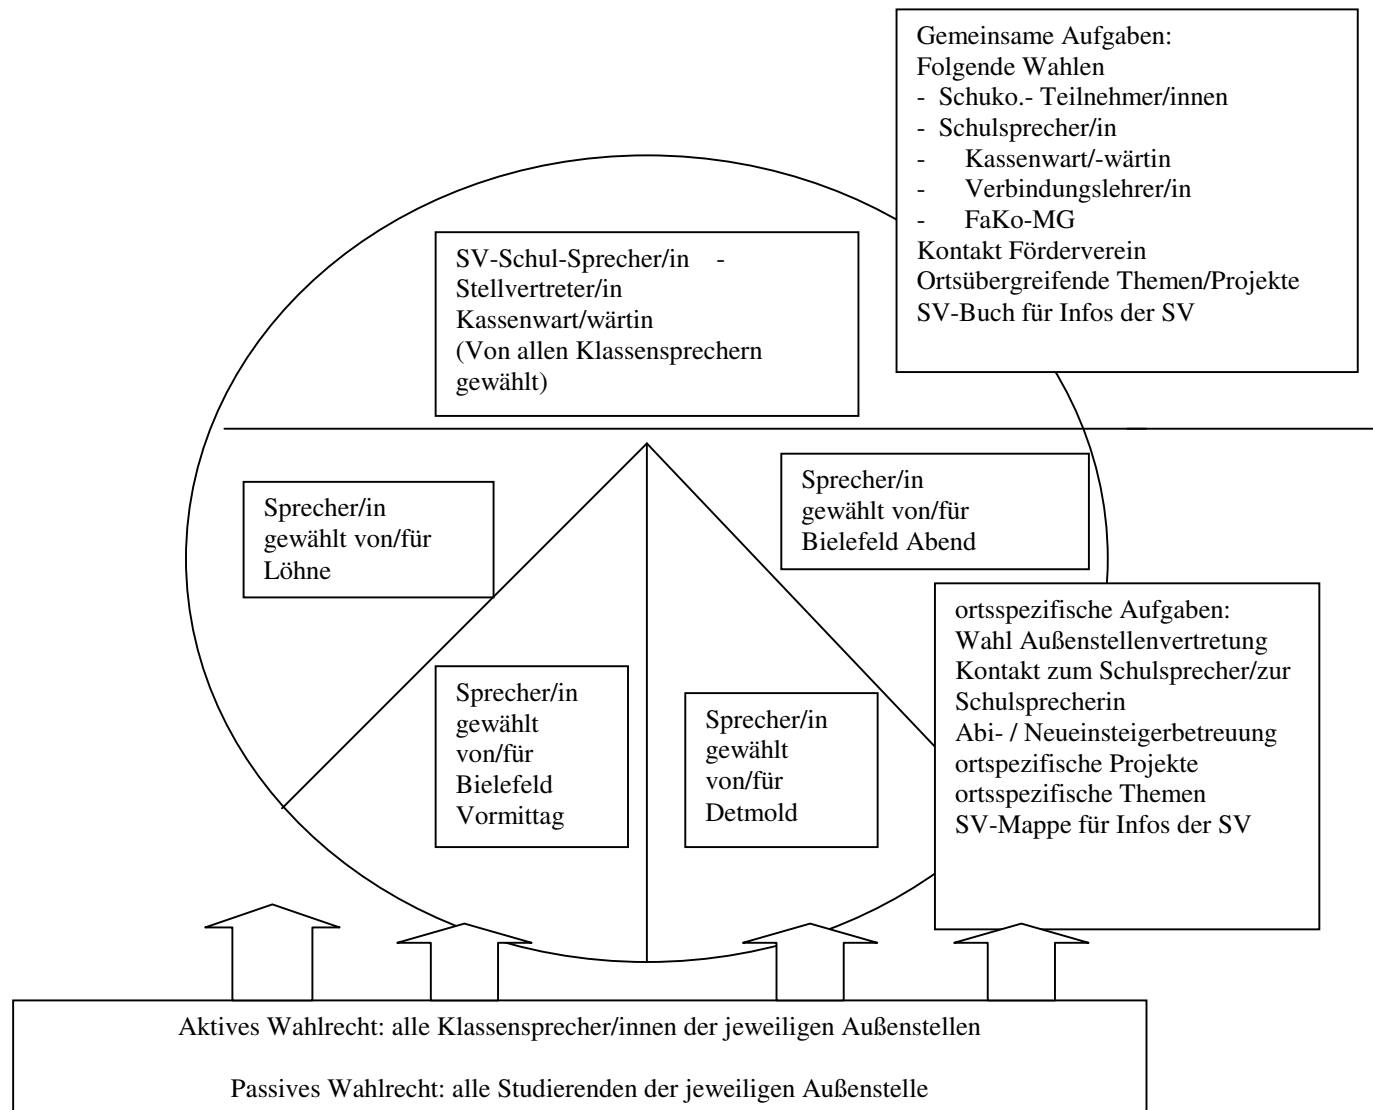 Gemeinsame Aufgaben:
Folgende Wahlen
- Schuko.- Teilnehmer/innen
- Schulsprecher/in
- Kassenwart/-wärtin
- Verbindungslehrer/in
- FaKo-MG
Kontakt Förderverein
Ortsübergreifende Themen/Projekte
SV-Buch für Infos der SV
SV-Schul-Sprecher/in -
Stellvertreter/in
Kassenwart/wärtin
(Von allen Klassensprechern
gewählt)
Sprecher/in
gewählt von/für
Löhne
Sprecher/in
gewählt von/für
Bielefeld Abend
Sprecher/in
gewählt
von/für
Bielefeld
Vormittag
Sprecher/in
gewählt
von/für
Detmold
ortsspezifische Aufgaben:
Wahl Außenstellenvertretung
Kontakt zum Schulsprecher/zur
Schulsprecherin
Abi- / Neueinsteigerbetreuung
ortspezifische Projekte
ortsspezifische Themen
SV-Mappe für Infos der SV
Aktives Wahlrecht: alle Klassensprecher/innen der jeweiligen Außenstellen
Passives Wahlrecht: alle Studierenden der jeweiligen Außenstelle